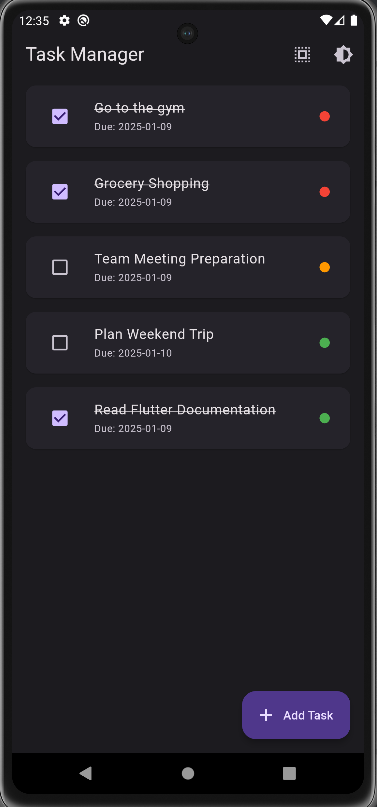 12:35
Task Manager
Go to the gym
Due: 2025-01-09
Grocery Shopping
Due: 2025-01-09
Team Meeting Preparation
Due: 2025-01-09
Plan Weekend Trip
Due: 2025-01-10
Read Flutter Documentation
Due: 2025-01-09
Add Task